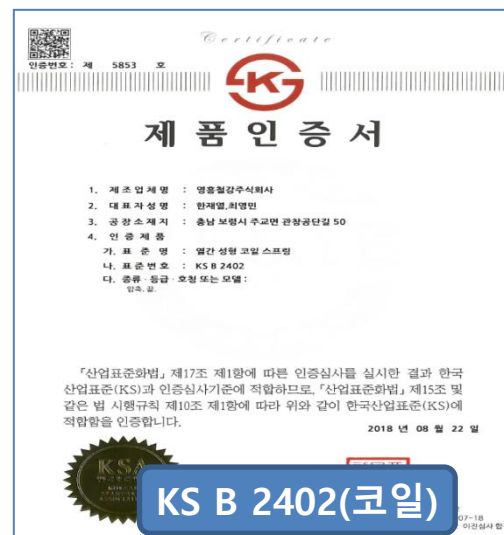 Certificate
인증번호 : 제 5853 호
제품인증서
1. 제조업체명 : 영흥철강주식회사
2. 대표자성명 : 한재열,최영민
3. 공장소재지 : 충남 보령시 주교면 관창공단길 50
4. 인증제품
가. 표준명 : 열간 성형 코일 스프링
나. 표준번호 : KS B 2402
다. 종류·등급·호칭 또는 모델 :
압축. 끝.
「산업표준화법」 제17조 제1항에 따른 인증심사를 실시한 결과 한국
산업표준(KS)과 인증심사기준에 적합하므로, 「산업표준화법」 제15조 및
같은 법 시행규칙 제10조 제1항에 따라 위와 같이 한국산업표준(KS)에
적합함을 인증합니다.
2018 년 08 월 22 일
KSA
KS B 2402(코일)
07-18